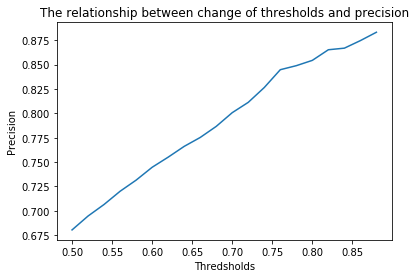 The relationship between change of thresholds and precision
0.875
0.850
0.825
0.800
0.775
0.750
0.725
0.700
0.675
Precision
0.50 0.55 0.60 0.65 0.70 0.75 0.80 0.85
Thredsholds